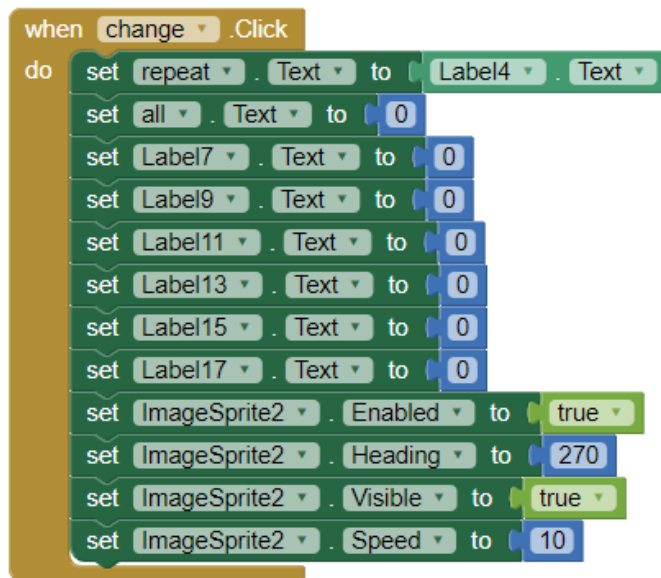 when change .Click
do set repeat . Text to Label4 . Text
set all . Text to 0
set Label7 . Text to 0
set Label9 . Text to 0
set Label11 . Text to 0
set Label13 . Text to 0
set Label15 . Text to 0
set Label17 . Text to 0
set ImageSprite2 . Enabled to true
set ImageSprite2 . Heading to 270
set ImageSprite2 . Visible to true
set ImageSprite2 . Speed to 10